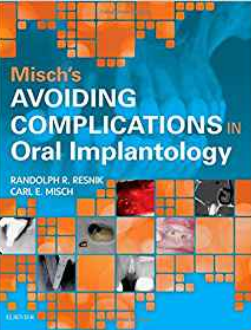 Misch's
AVOIDING
COMPLICATIONS IN
Oral Implantology
RANDOLPH R. RESNIK
CARL E. MISCH
ELSEVIER